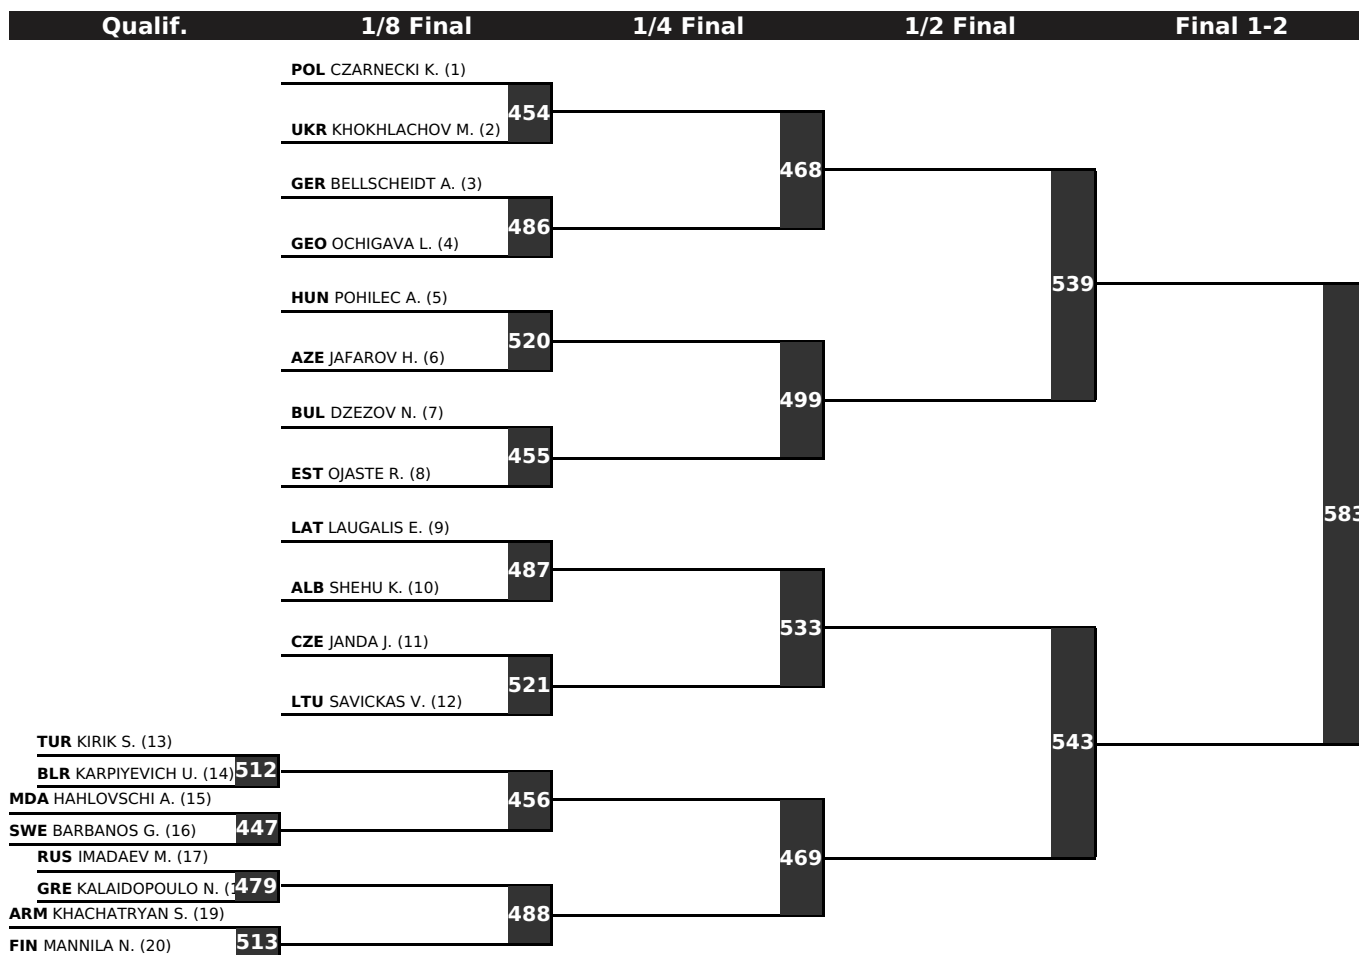 Qualif. 1/8 Final 1/4 Final 1/2 Final Final 1-2
POL CZARNECKI K. (1)
454
UKR KHOKHLACHOV M. (2)
468
GER BELLSCHEIDT A. (3)
486
GEO OCHIGAVA L. (4)
539
HUN POHILEC A. (5)
520
AZE JAFAROV H. (6)
499
BUL DZEZOV N. (7)
455
EST OJASTE R. (8)
583
LAT LAUGALIS E. (9)
487
ALB SHEHU K. (10)
533
CZE JANDA J. (11)
521
LTU SAVICKAS V. (12)
TUR KIRIK S. (13)
543
BLR KARPIYEVICH U. (14) 512
MDA HAHLOVSCHI A. (15)
456
SWE BARBANOS G. (16) 447
RUS IMADAEV M. (17)
469
GRE KALAIDOPOULO N. (1 479
ARM KHACHATRYAN S. (19)
488
FIN MANNILA N. (20) 513